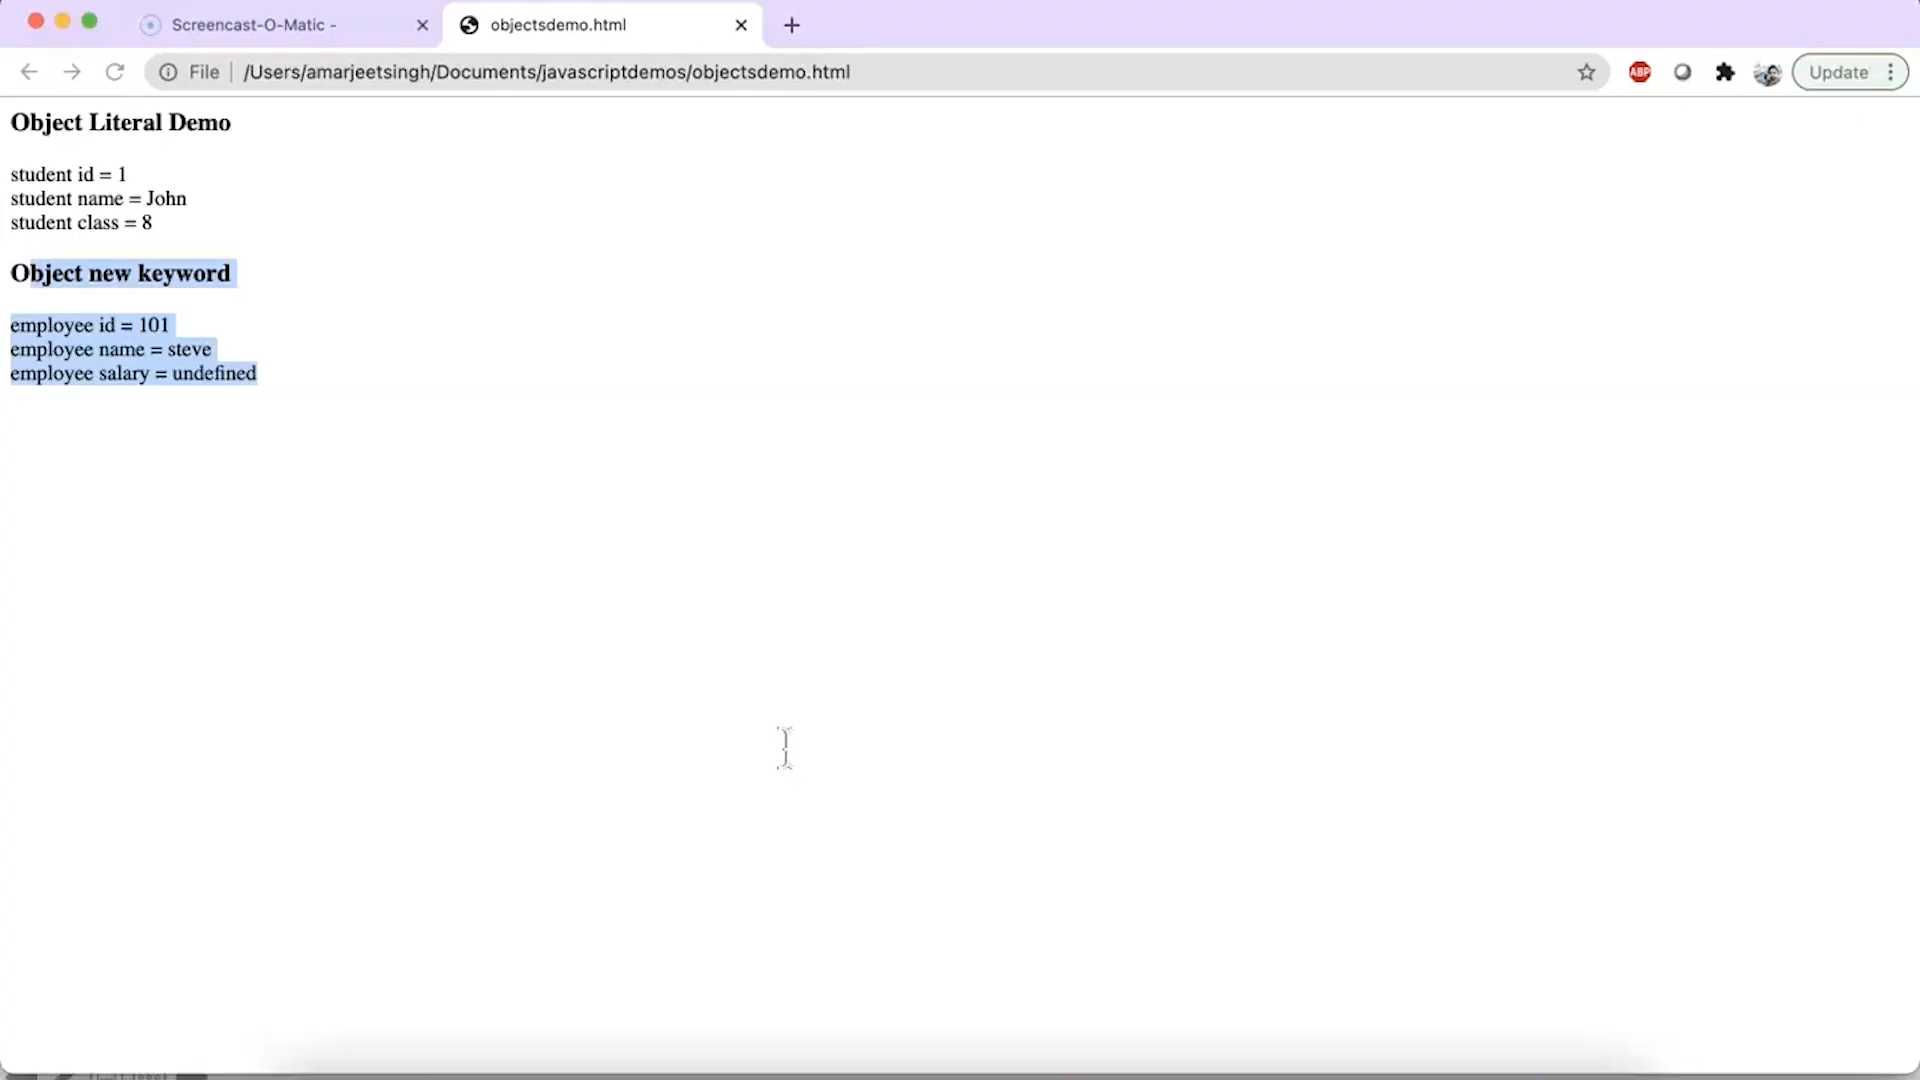 Screencast-O-Matic -
objectsdemo.html
File
/Users/amarjeetsingh/Documents/javascriptdemos/objectsdemo.html
ABP
Update
Object Literal Demo
student id = 1
student name = John
student class = 8
Object new keyword
employee id = 101
employee name = steve
employee salary = undefined